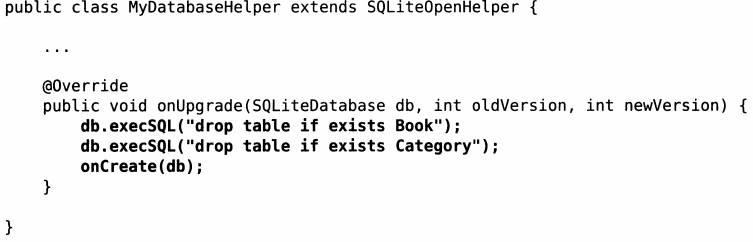 public class MyDatabaseHelper extends SQLiteOpenHelper {
    ...
    @Override
    public void onUpgrade(SQLiteDatabase db, int oldVersion, int newVersion) {
        db.execSQL("drop table if exists Book");
        db.execSQL("drop table if exists Category");
        onCreate(db);
    }
}